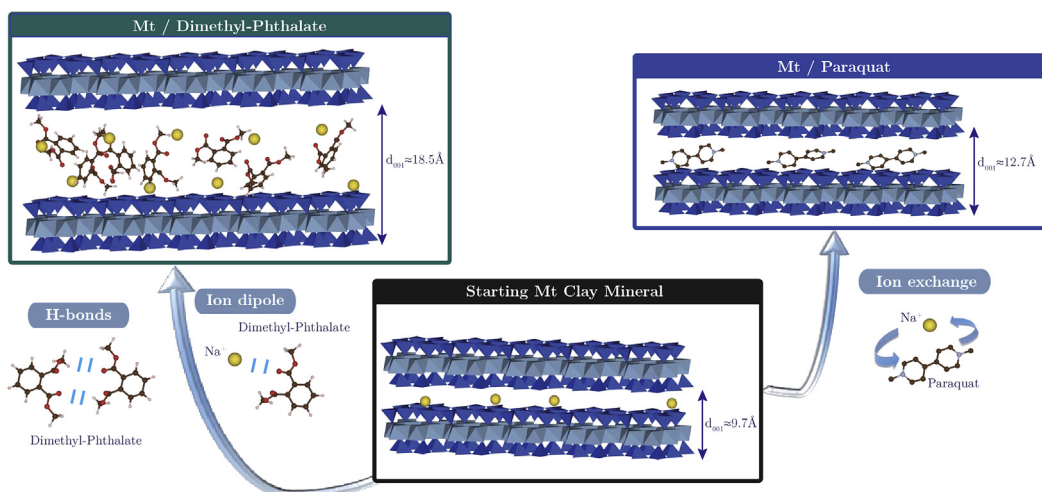 Mt / Dimethyl-Phthalate
d₀₀₁≈18.5Å
Mt / Paraquat
d₀₀₁≈12.7Å
H-bonds
Dimethyl-Phthalate
Ion dipole
Dimethyl-Phthalate
Na⁺
Starting Mt Clay Mineral
d₀₀₁≈9.7Å
Ion exchange
Na⁺
Paraquat